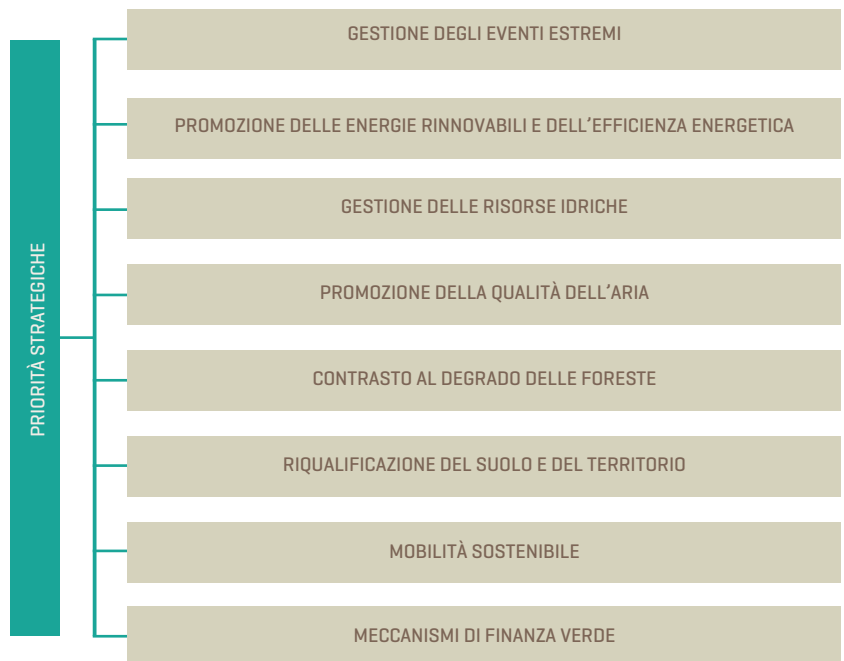 PRIORITÀ STRATEGICHE
GESTIONE DEGLI EVENTI ESTREMI
PROMOZIONE DELLE ENERGIE RINNOVABILI E DELL'EFFICIENZA ENERGETICA
GESTIONE DELLE RISORSE IDRICHE
PROMOZIONE DELLA QUALITÀ DELL'ARIA
CONTRASTO AL DEGRADO DELLE FORESTE
RIQUALIFICAZIONE DEL SUOLO E DEL TERRITORIO
MOBILITÀ SOSTENIBILE
MECCANISMI DI FINANZA VERDE